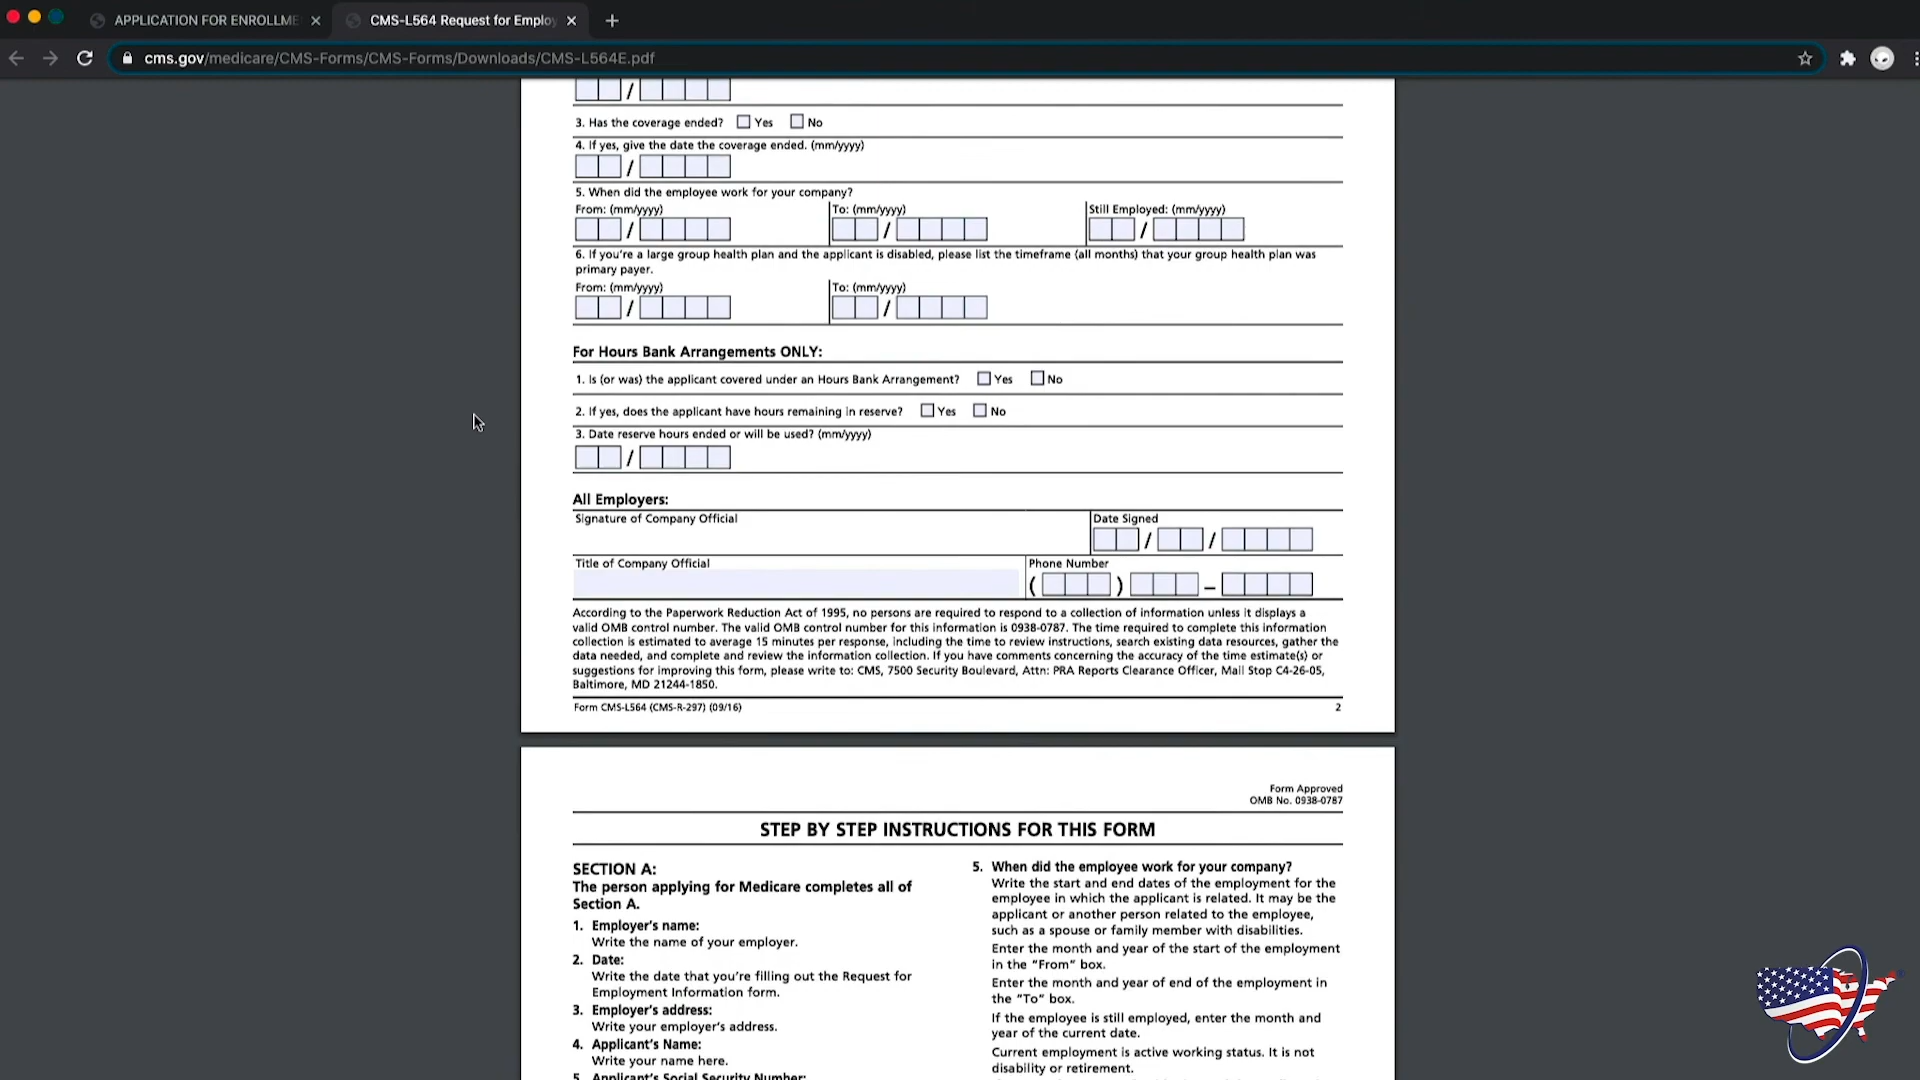 APPLICATION FOR ENROLLME
CMS-L564 Request for Emplo
cms.gov/medicare/CMS-Forms/CMS-Forms/Downloads/CMS-L564E.pdf
/
3. Has the coverage ended? Yes No
4. If yes, give the date the coverage ended. (mm/yyyy)
/
5. When did the employee work for your company?
From: (mm/yyyy) To: (mm/yyyy) Still Employed: (mm/yyyy)
/ / /
6. If you're a large group health plan and the applicant is disabled, please list the timeframe (all months) that your group health plan was
primary payer.
From: (mm/yyyy) To: (mm/yyyy)
/ /
For Hours Bank Arrangements ONLY:
1. Is (or was) the applicant covered under an Hours Bank Arrangement? Yes No
2. If yes, does the applicant have hours remaining in reserve? Yes No
3. Date reserve hours ended or will be used? (mm/yyyy)
/
All Employers:
Signature of Company Official Date Signed
/ /
Title of Company Official Phone Number
( ) –
According to the Paperwork Reduction Act of 1995, no persons are required to respond to a collection of information unless it displays a
valid OMB control number. The valid OMB control number for this information is 0938-0787. The time required to complete this information
collection is estimated to average 15 minutes per response, including the time to review instructions, search existing data resources, gather the
data needed, and complete and review the information collection. If you have comments concerning the accuracy of the time estimate(s) or
suggestions for improving this form, please write to: CMS, 7500 Security Boulevard, Attn: PRA Reports Clearance Officer, Mail Stop C4-26-05,
Baltimore, MD 21244-1850.
Form CMS-L564 (CMS-R-297) (09/16) 2
Form Approved
OMB No. 0938-0787
STEP BY STEP INSTRUCTIONS FOR THIS FORM
SECTION A:
The person applying for Medicare completes all of
Section A.
1. Employer's name:
Write the name of your employer.
2. Date:
Write the date that you're filling out the Request for
Employment Information form.
3. Employer's address:
Write your employer's address.
4. Applicant's Name:
Write your name here.
5. Applicant's Social Security Number:
5. When did the employee work for your company?
Write the start and end dates of the employment for the
employee in which the applicant is related. It may be the
applicant or another person related to the employee,
such as a spouse or family member with disabilities.
Enter the month and year of the start of the employment
in the "From" box.
Enter the month and year of end of the employment in
the "To" box.
If the employee is still employed, enter the month and
year of the current date.
Current employment is active working status. It is not
disability or retirement.